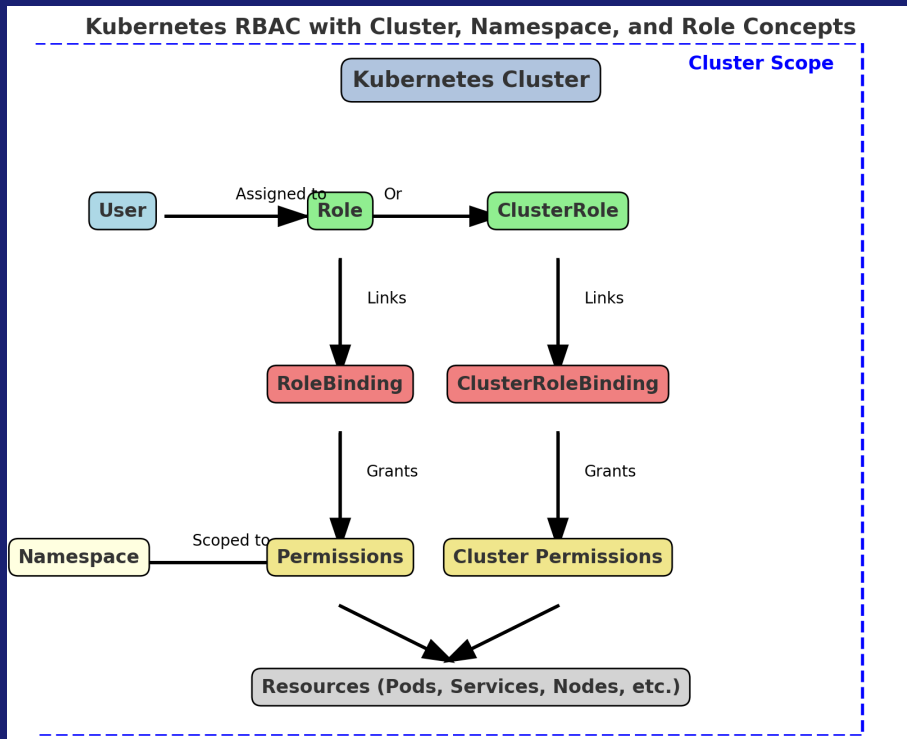 Kubernetes RBAC with Cluster, Namespace, and Role Concepts
Cluster Scope
Kubernetes Cluster
Assigned to
Or
User
Role
ClusterRole
Links
Links
RoleBinding
ClusterRoleBinding
Grants
Grants
Scoped to
Namespace
Permissions
Cluster Permissions
Resources (Pods, Services, Nodes, etc.)